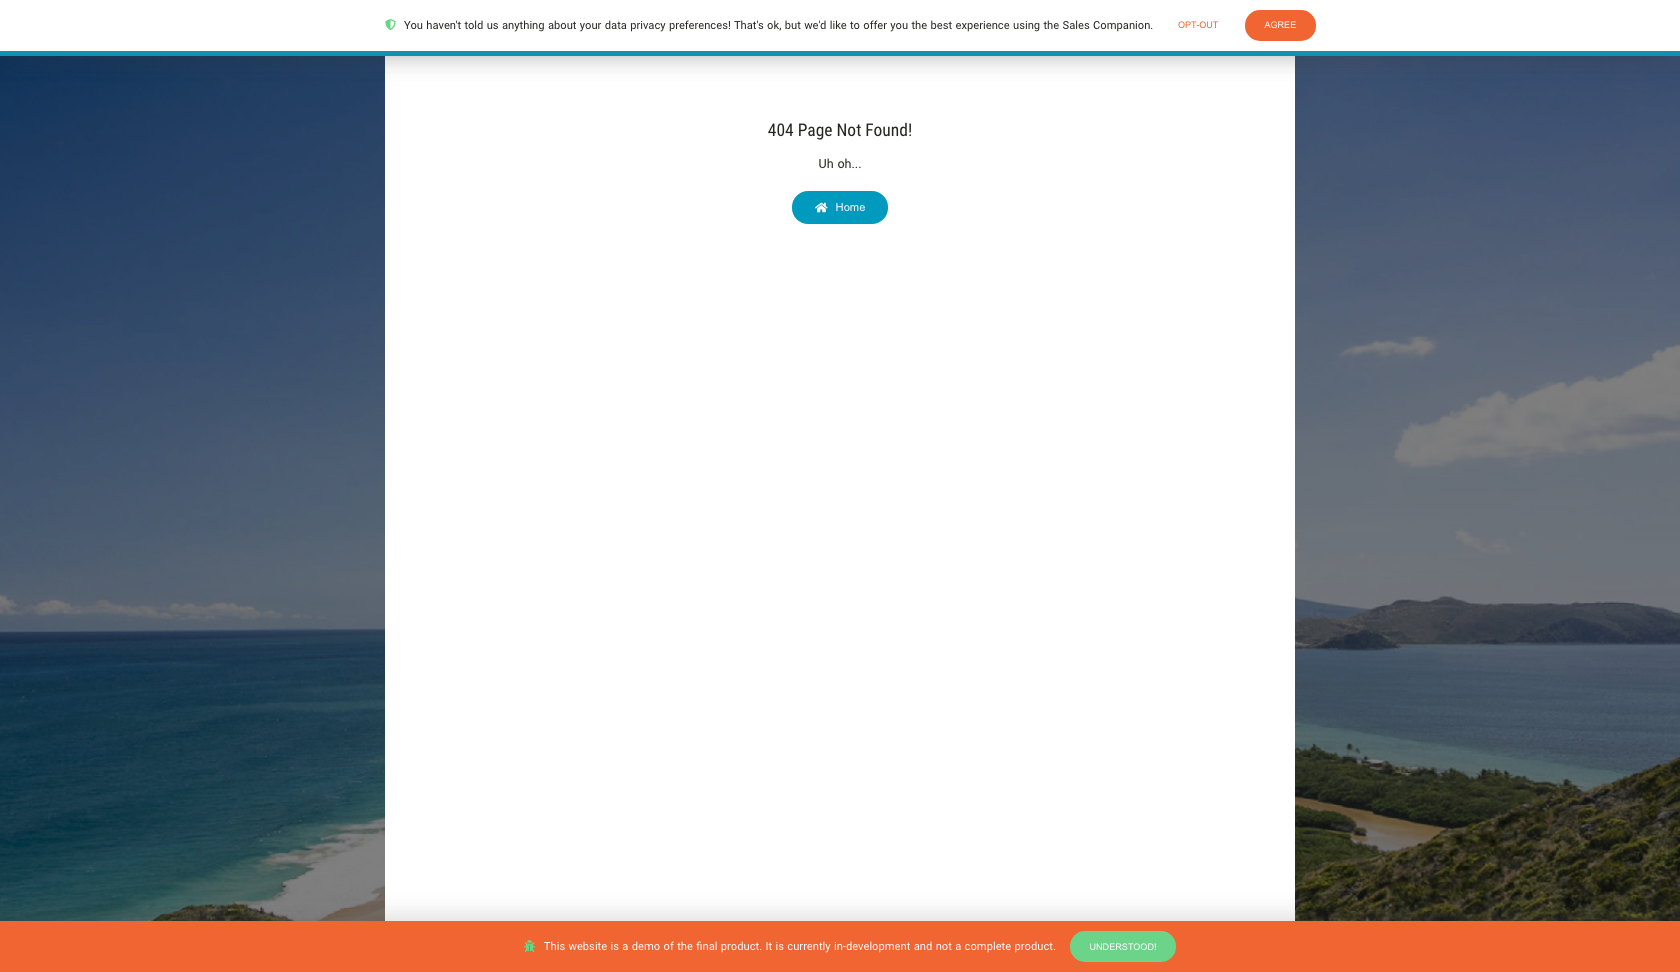 You haven't told us anything about your data privacy preferences! That's ok, but we'd like to offer you the best experience using the Sales Companion. OPT-OUT AGREE
404 Page Not Found!
Uh oh...
Home
This website is a demo of the final product. It is currently in-development and not a complete product. UNDERSTOOD!